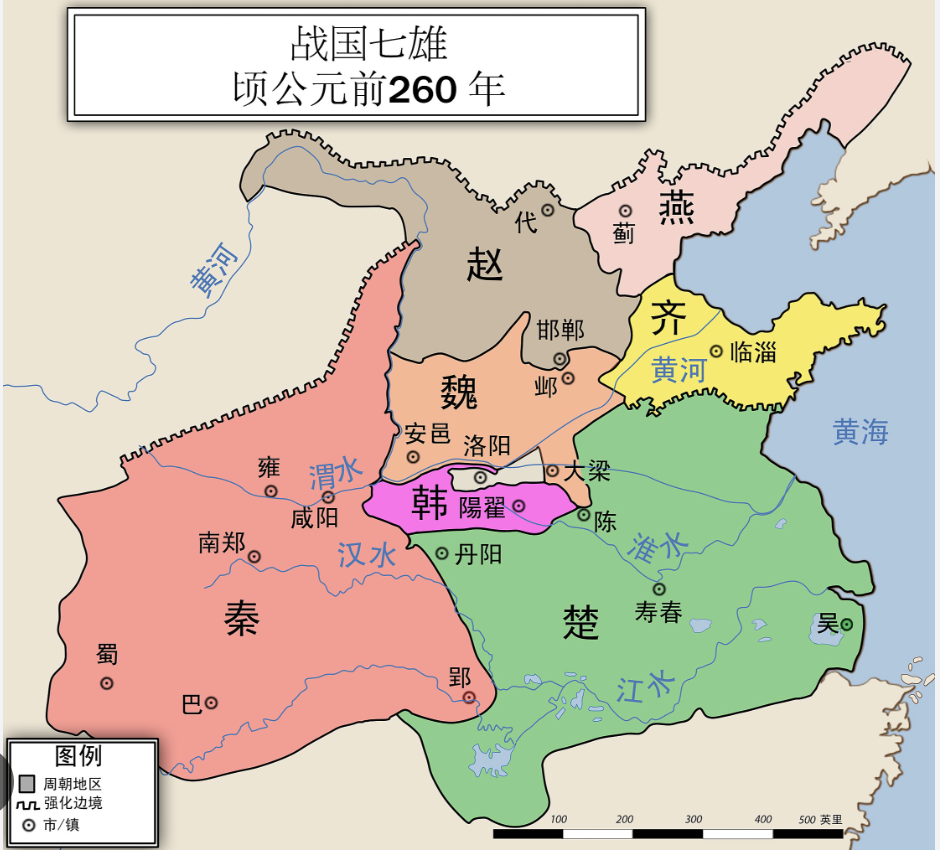 战国七雄
顷公元前260 年
燕
蓟
代
赵
黄河
齐
邯郸
临淄
黄河
邺
魏
黄海
安邑
洛阳
大梁
雍
渭水
咸阳
韩
陽翟
陈
南郑
汉水
丹阳
淮水
寿春
秦
楚
吴
蜀
巴
郢
江水
图例
周朝地区
强化边境
市/镇
100 200 300 400 500 英里